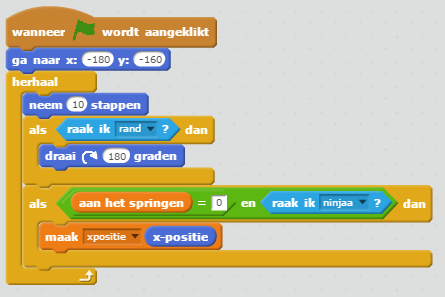 wanneer wordt aangeklikt
ga naar x: -180 y: -160
herhaal
neem 10 stappen
als raak ik rand ? dan
draai 180 graden
als aan het springen = 0 en raak ik ninjaa ? dan
maak xpositie x-positie